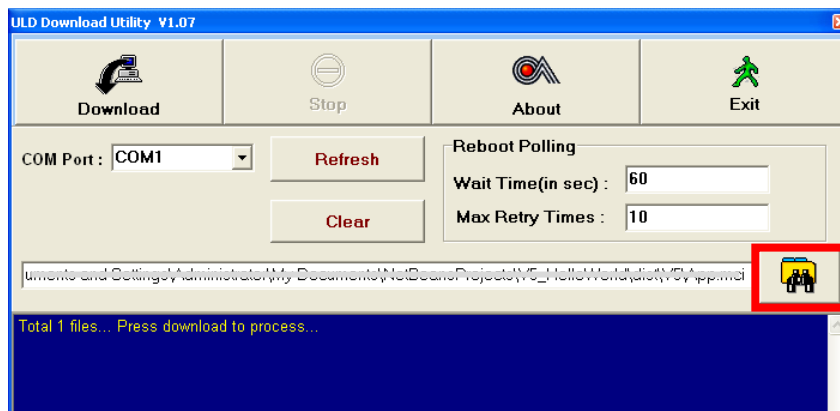 ULD Download Utility V1.07
Download
Stop
About
Exit
COM Port : COM1
Refresh
Clear
Reboot Polling
Wait Time(in sec) : 60
Max Retry Times : 10
uments and Settings\Administrator\My Documents\NetBeansProjects\V5_HelloWorld\dist\V5\App.mci
Total 1 files... Press download to process...